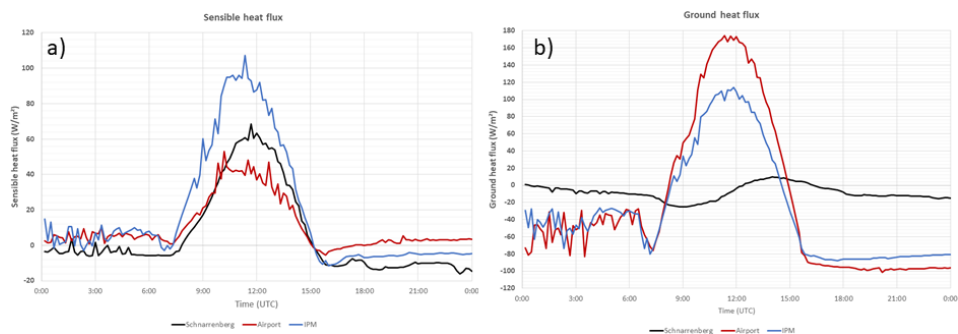 Sensible heat flux
a)
120
100
80
60
40
20
0
-20
Sensible heat flux (W/m²)
0:00 3:00 6:00 9:00 12:00 15:00 18:00 21:00 0:00
Time (UTC)
Schnarrenberg Airport IPM
Ground heat flux
b)
180
160
140
120
100
80
60
40
20
0
-20
-40
-60
-80
-100
-120
Ground heat flux (W/m²)
0:00 3:00 6:00 9:00 12:00 15:00 18:00 21:00 0:00
Time (UTC)
Schnarrenberg Airport IPM